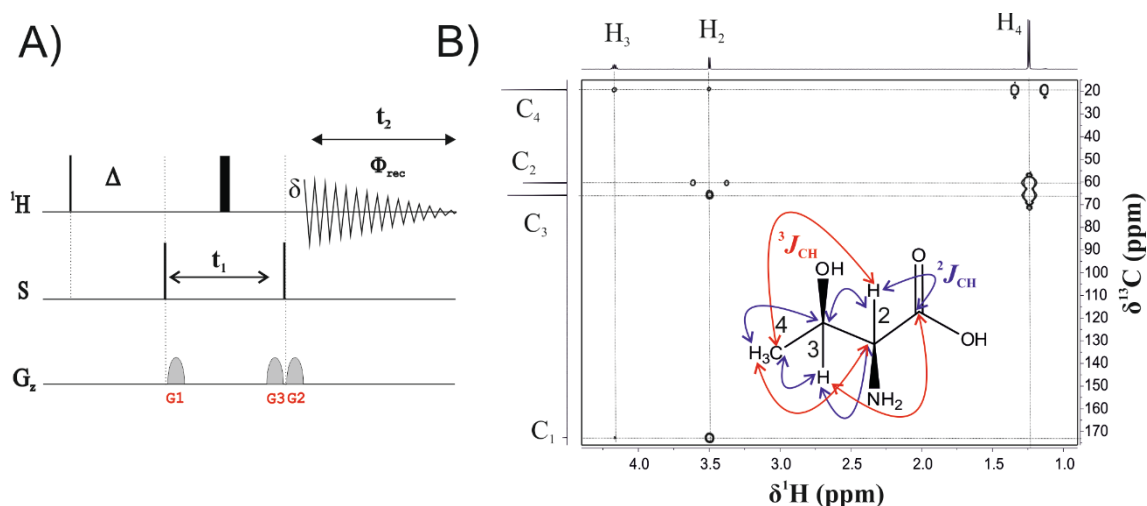 A)
¹H
Δ
t₂
Φrec
δ
S
t₁
Gz
G1
G3
G2
B)
H₃
H₂
H₄
C₄
C₂
C₃
C₁
20
30
40
50
60
70
80
90
100
110
120
130
140
150
160
170
δ¹³C (ppm)
4.0
3.5
3.0
2.5
2.0
1.5
1.0
δ¹H (ppm)
³JCH
²JCH
OH
H
O
2
4
OH
H₃C
3
H
NH₂